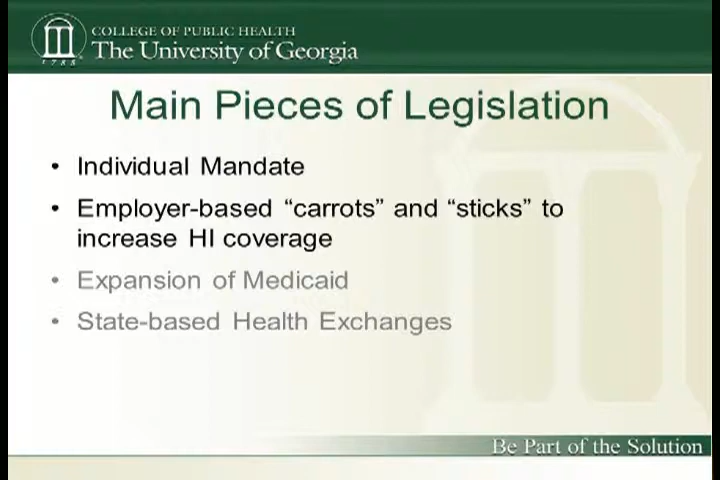 COLLEGE OF PUBLIC HEALTH
The University of Georgia
1785
Main Pieces of Legislation
• Individual Mandate
• Employer-based “carrots” and “sticks” to
increase HI coverage
• Expansion of Medicaid
• State-based Health Exchanges
Be Part of the Solution